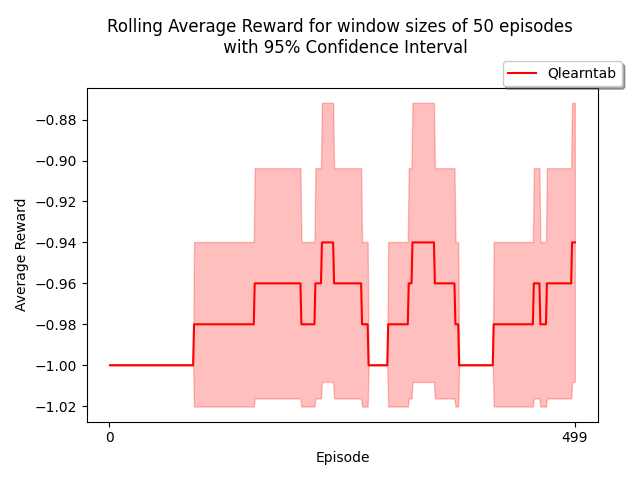 Rolling Average Reward for window sizes of 50 episodes
with 95% Confidence Interval
Qlearntab
−0.88
−0.90
−0.92
−0.94
−0.96
−0.98
−1.00
−1.02
Average Reward
0
499
Episode